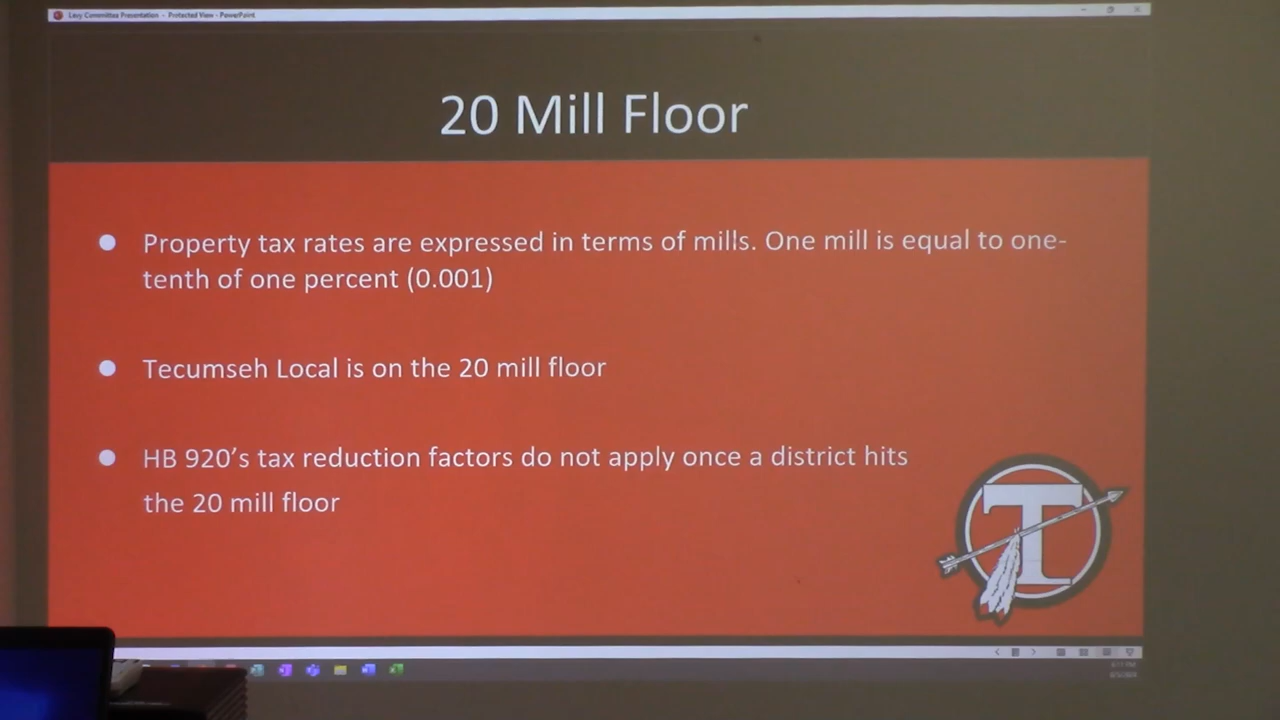 Levy Committee Presentation - Protected View - PowerPoint
20 Mill Floor
Property tax rates are expressed in terms of mills. One mill is equal to one-
tenth of one percent (0.001)
Tecumseh Local is on the 20 mill floor
HB 920’s tax reduction factors do not apply once a district hits
the 20 mill floor
T